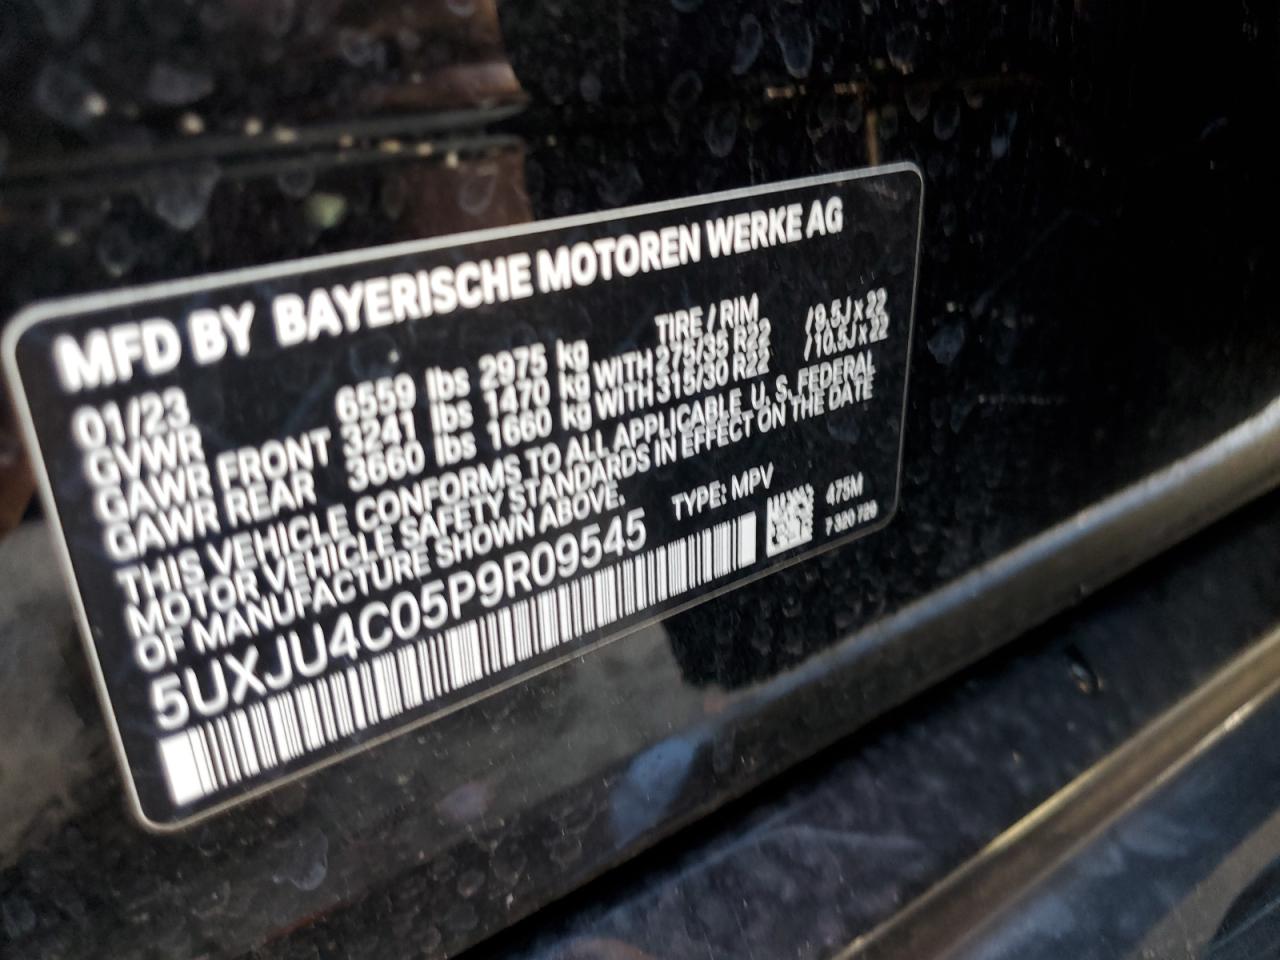 MFD BY BAYERISCHE MOTOREN WERKE AG
01/23 TIRE / RIM
GVWR 6559 lbs 2975 kg
GAWR FRONT 3241 lbs 1470 kg WITH 275/35 R22 /9.5J x 22
GAWR REAR 3660 lbs 1660 kg WITH 315/30 R22 /10.5J x 22
THIS VEHICLE CONFORMS TO ALL APPLICABLE U. S. FEDERAL
MOTOR VEHICLE SAFETY STANDARDS IN EFFECT ON THE DATE
OF MANUFACTURE SHOWN ABOVE.
5UXJU4C05P9R09545 TYPE: MPV
475M
7 320 729